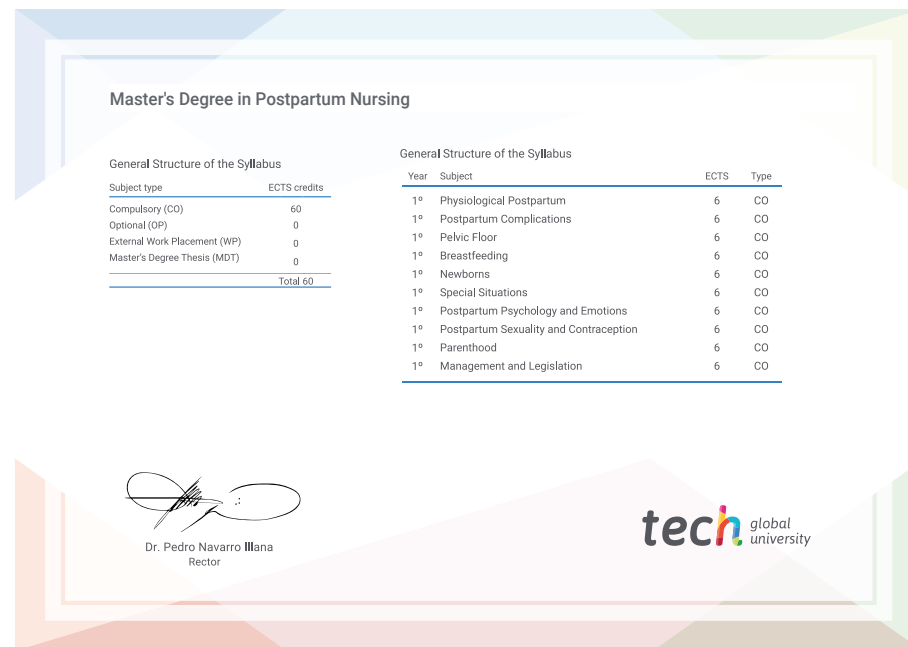 Master's Degree in Postpartum Nursing
General Structure of the Syllabus
Subject type ECTS credits
Compulsory (CO) 60
Optional (OP) 0
External Work Placement (WP) 0
Master's Degree Thesis (MDT) 0
Total 60
General Structure of the Syllabus
Year Subject ECTS Type
1º Physiological Postpartum 6 CO
1º Postpartum Complications 6 CO
1º Pelvic Floor 6 CO
1º Breastfeeding 6 CO
1º Newborns 6 CO
1º Special Situations 6 CO
1º Postpartum Psychology and Emotions 6 CO
1º Postpartum Sexuality and Contraception 6 CO
1º Parenthood 6 CO
1º Management and Legislation 6 CO
Dr. Pedro Navarro Illana
Rector
tech global university